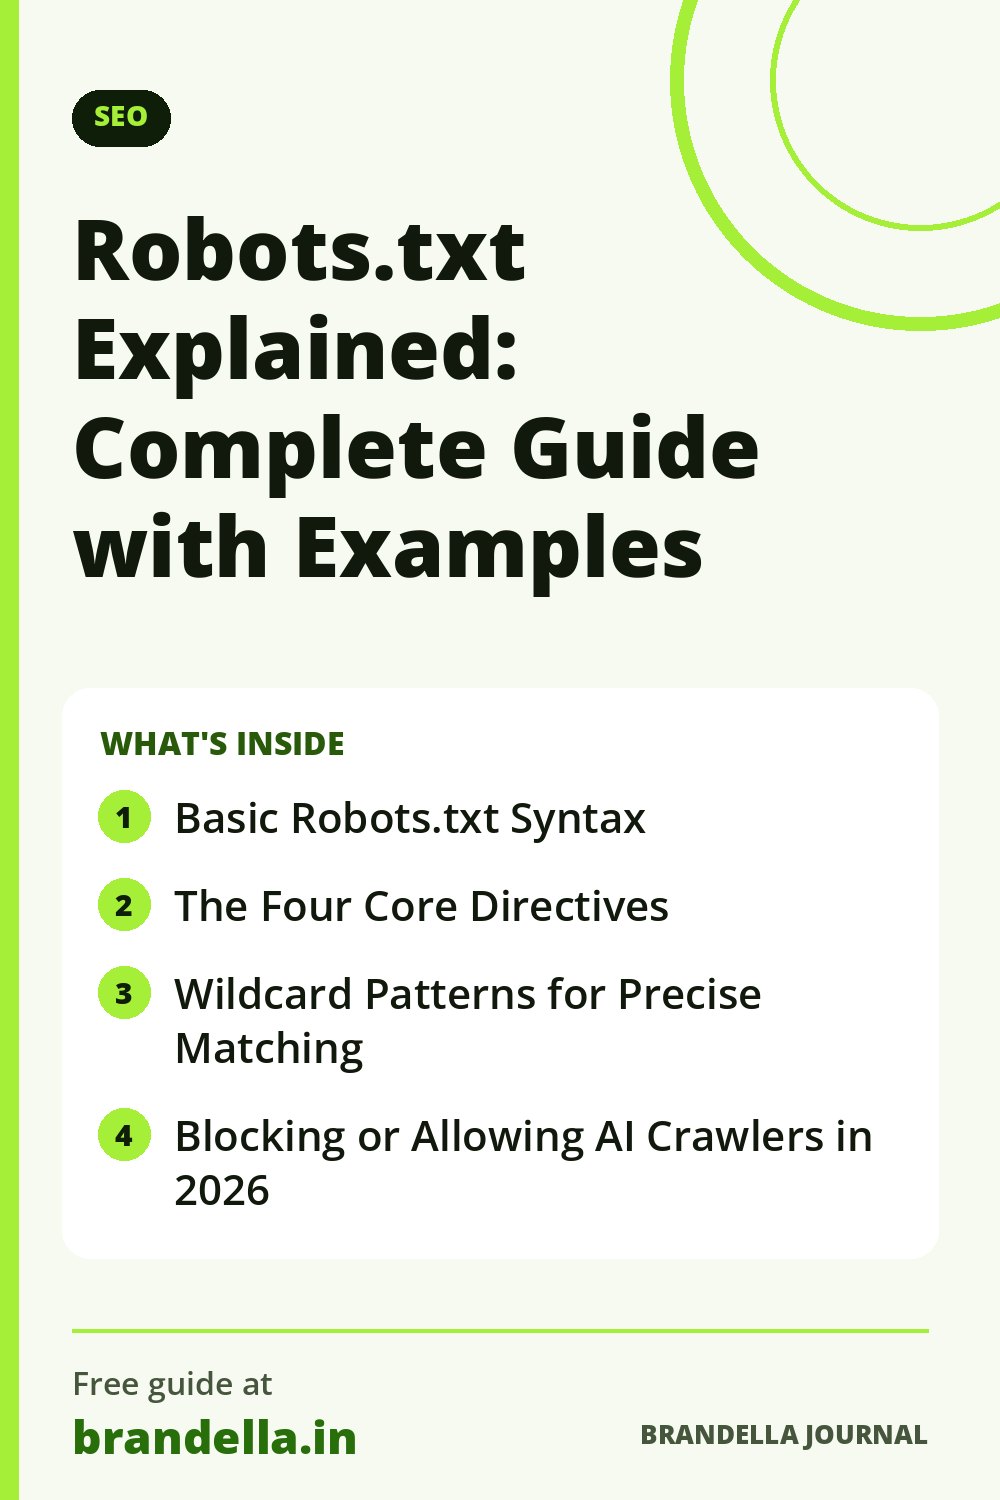 SEO
Robots.txt
Explained:
Complete Guide
with Examples
WHAT'S INSIDE
1 Basic Robots.txt Syntax
2 The Four Core Directives
3 Wildcard Patterns for Precise
Matching
4 Blocking or Allowing AI Crawlers in
2026
Free guide at
brandella.in
BRANDELLA JOURNAL